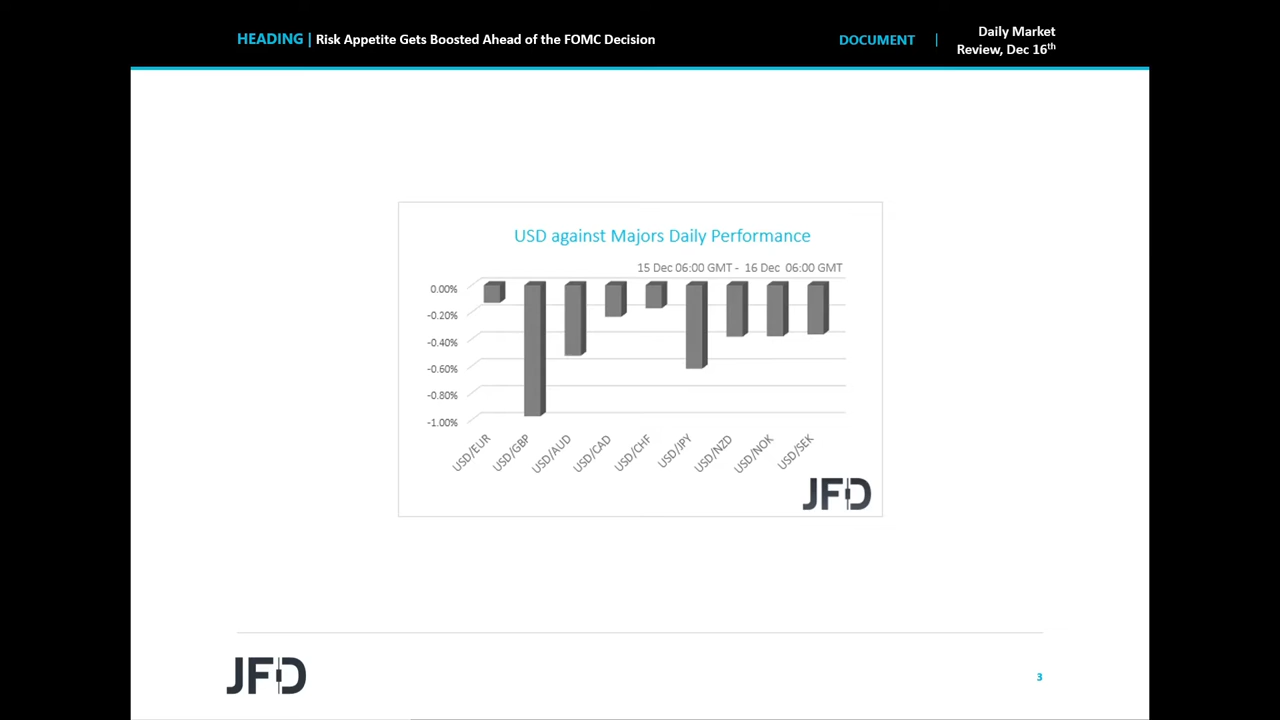 HEADING | Risk Appetite Gets Boosted Ahead of the FOMC Decision
DOCUMENT | Daily Market
Review, Dec 16th
USD against Majors Daily Performance
15 Dec 06:00 GMT - 16 Dec 06:00 GMT
0.00%
-0.20%
-0.40%
-0.60%
-0.80%
-1.00%
USD/EUR
USD/GBP
USD/AUD
USD/CAD
USD/CHF
USD/JPY
USD/NZD
USD/NOK
USD/SEK
JFD
JFD
3